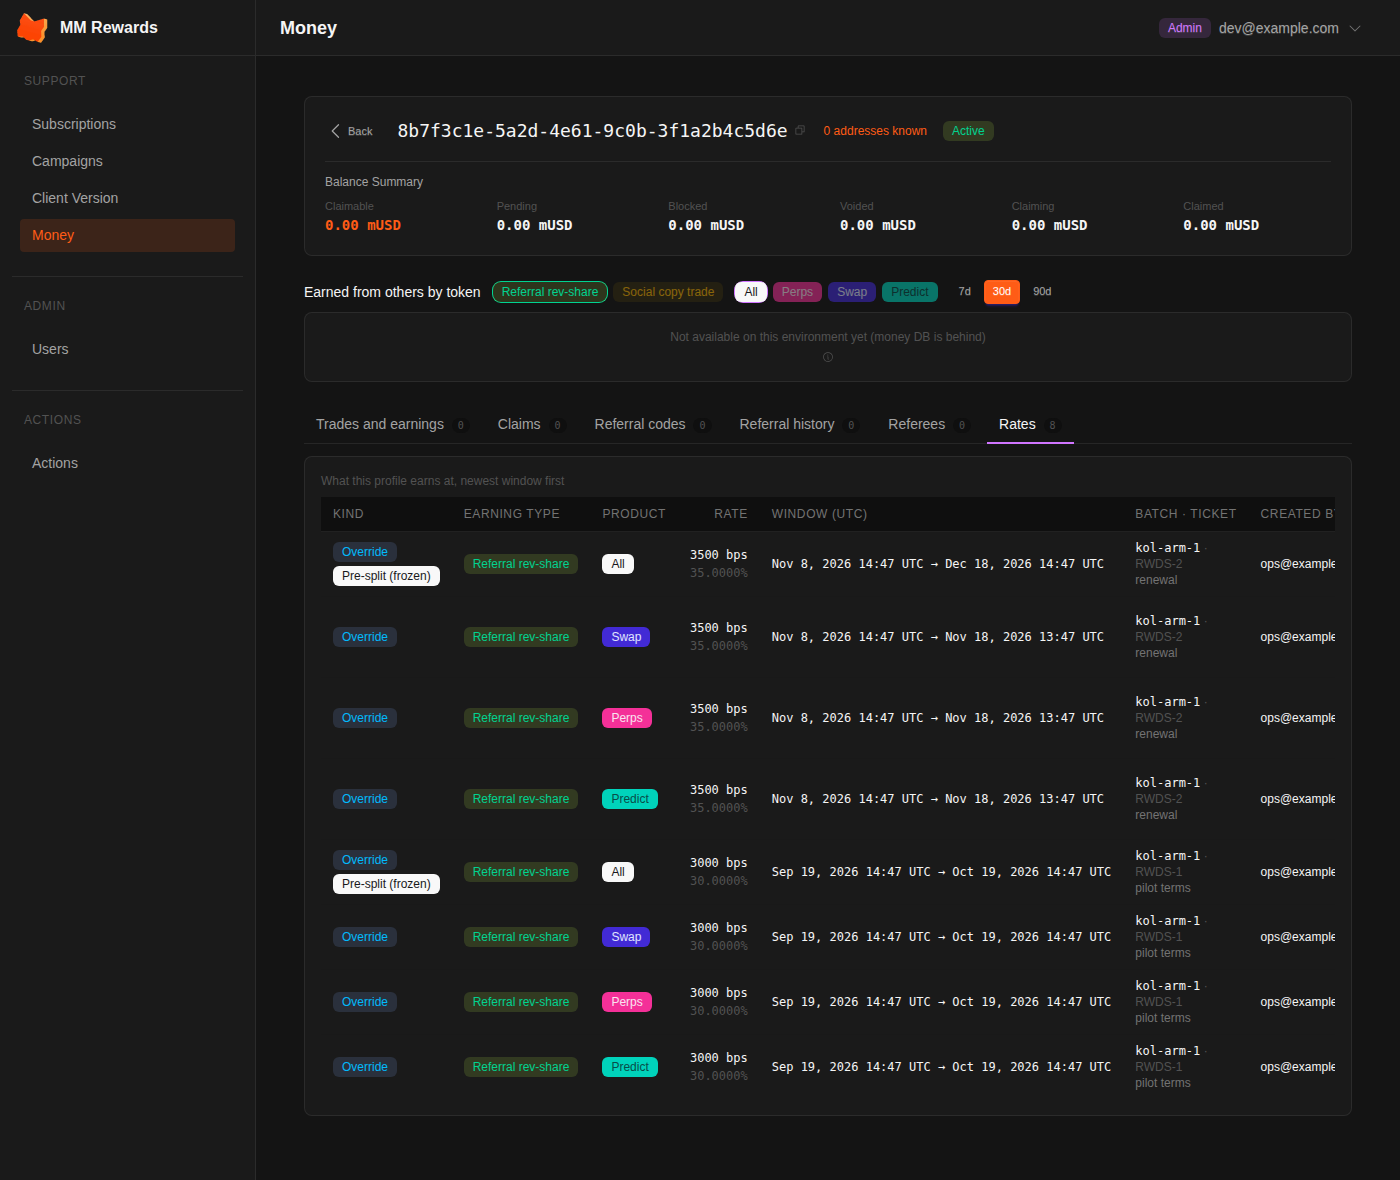 MM Rewards
Money
Admin dev@example.com
SUPPORT
Subscriptions
Campaigns
Client Version
Money
ADMIN
Users
ACTIONS
Actions
Back 8b7f3c1e-5a2d-4e61-9c0b-3f1a2b4c5d6e 0 addresses known Active
Balance Summary
Claimable Pending Blocked Voided Claiming Claimed
0.00 mUSD 0.00 mUSD 0.00 mUSD 0.00 mUSD 0.00 mUSD 0.00 mUSD
Earned from others by token Referral rev-share Social copy trade All Perps Swap Predict 7d 30d 90d
Not available on this environment yet (money DB is behind)
Trades and earnings 0 Claims 0 Referral codes 0 Referral history 0 Referees 0 Rates 8
What this profile earns at, newest window first
KIND EARNING TYPE PRODUCT RATE WINDOW (UTC) BATCH · TICKET CREATED B
Override
Pre-split (frozen)
Referral rev-share
All
3500 bps
35.0000%
Nov 8, 2026 14:47 UTC → Dec 18, 2026 14:47 UTC
kol-arm-1 ·
RWDS-2
renewal
ops@example
Override
Referral rev-share
Swap
3500 bps
35.0000%
Nov 8, 2026 14:47 UTC → Nov 18, 2026 13:47 UTC
kol-arm-1 ·
RWDS-2
renewal
ops@example
Override
Referral rev-share
Perps
3500 bps
35.0000%
Nov 8, 2026 14:47 UTC → Nov 18, 2026 13:47 UTC
kol-arm-1 ·
RWDS-2
renewal
ops@example
Override
Referral rev-share
Predict
3500 bps
35.0000%
Nov 8, 2026 14:47 UTC → Nov 18, 2026 13:47 UTC
kol-arm-1 ·
RWDS-2
renewal
ops@example
Override
Pre-split (frozen)
Referral rev-share
All
3000 bps
30.0000%
Sep 19, 2026 14:47 UTC → Oct 19, 2026 14:47 UTC
kol-arm-1 ·
RWDS-1
pilot terms
ops@example
Override
Referral rev-share
Swap
3000 bps
30.0000%
Sep 19, 2026 14:47 UTC → Oct 19, 2026 14:47 UTC
kol-arm-1 ·
RWDS-1
pilot terms
ops@example
Override
Referral rev-share
Perps
3000 bps
30.0000%
Sep 19, 2026 14:47 UTC → Oct 19, 2026 14:47 UTC
kol-arm-1 ·
RWDS-1
pilot terms
ops@example
Override
Referral rev-share
Predict
3000 bps
30.0000%
Sep 19, 2026 14:47 UTC → Oct 19, 2026 14:47 UTC
kol-arm-1 ·
RWDS-1
pilot terms
ops@example